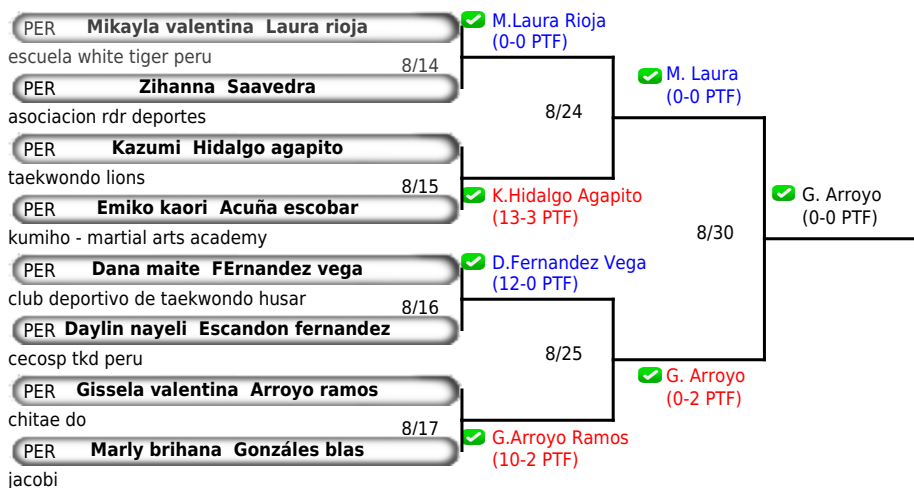 PER Mikayla valentina Laura rioja
escuela white tiger peru
8/14
PER Zihanna Saavedra
asociacion rdr deportes
PER Kazumi Hidalgo agapito
taekwondo lions
8/15
PER Emiko kaori Acuña escobar
kumiho - martial arts academy
PER Dana maite FErnandez vega
club deportivo de taekwondo husar
8/16
PER Daylin nayeli Escandon fernandez
cecosp tkd peru
PER Gissela valentina Arroyo ramos
chitae do
8/17
PER Marly brihana Gonzáles blas
jacobi
M.Laura Rioja
(0-0 PTF)
8/24
K.Hidalgo Agapito
(13-3 PTF)
D.Fernandez Vega
(12-0 PTF)
8/25
G.Arroyo Ramos
(10-2 PTF)
M. Laura
(0-0 PTF)
8/30
G. Arroyo
(0-2 PTF)
G. Arroyo
(0-0 PTF)